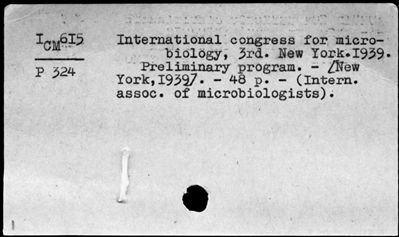 ICM615
P 324
International congress for micro-
biology, 3rd. New York.1939.
Preliminary program. - /New
York,1939/. - 48 p. - (Intern.
assoc. of microbiologists).